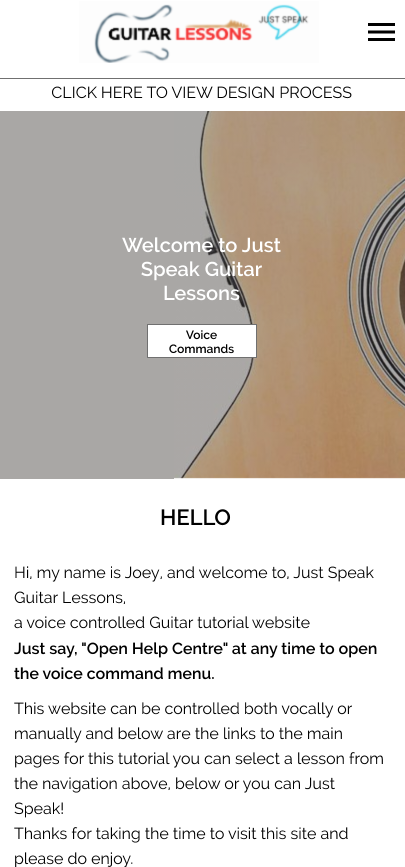 GUITAR LESSONS
JUST SPEAK
CLICK HERE TO VIEW DESIGN PROCESS
Welcome to Just
Speak Guitar
Lessons
Voice
Commands
HELLO
Hi, my name is Joey, and welcome to, Just Speak
Guitar Lessons,
a voice controlled Guitar tutorial website
Just say, "Open Help Centre" at any time to open
the voice command menu.
This website can be controlled both vocally or
manually and below are the links to the main
pages for this tutorial you can select a lesson from
the navigation above, below or you can Just
Speak!
Thanks for taking the time to visit this site and
please do enjoy.